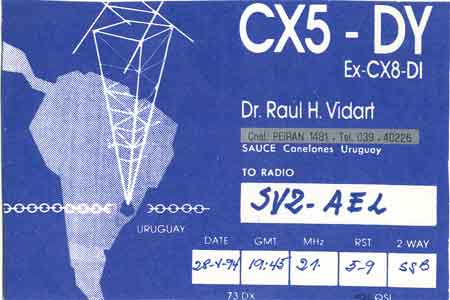 CX5 - DY
Ex-CX8-DI
Dr. Raul H. Vidart
Cnel. PEIRAN 1481 - Tel. 039 - 40226
SAUCE Canelones Uruguay
TO RADIO
SV2-AEL
URUGUAY
DATE GMT MHz RST 2-WAY
28-V-94 19:45 21. 5-9 SSB
73 DX QSL